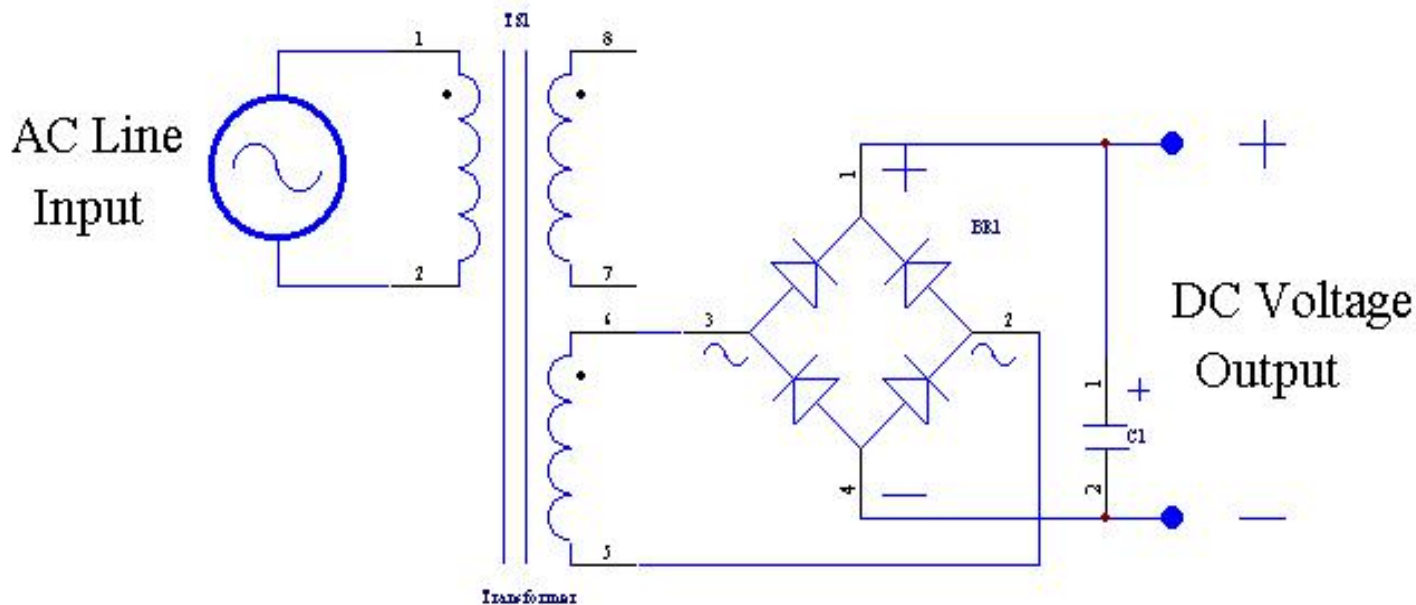 TS1
1
8
AC Line
Input
2
7
+
1
+
BR1
6
3
2
DC Voltage
Output
1
+
C1
4
−
2
−
5
Transformer